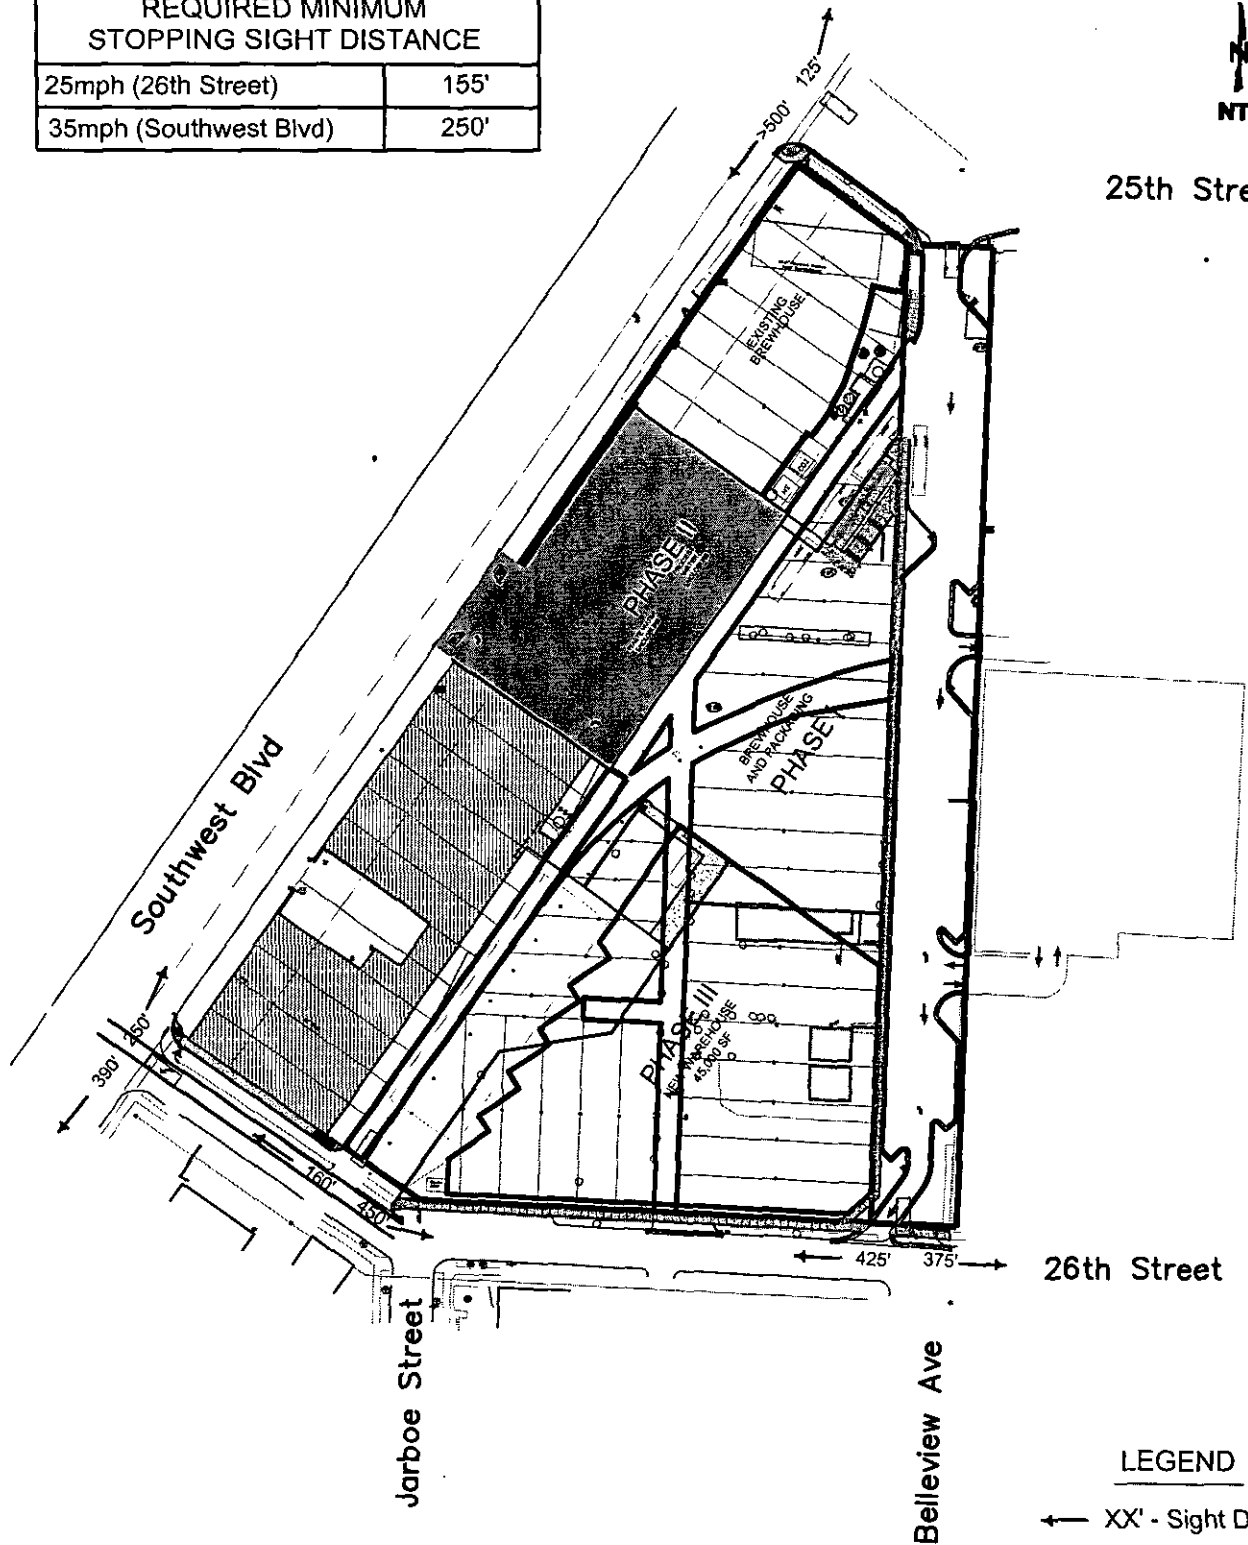 REQUIRED MINIMUM
STOPPING SIGHT DISTANCE
25mph (26th Street) 155'
35mph (Southwest Blvd) 250'
125'
>500'
N
NT
25th Stre
EXISTING
BREWHOUSE
PHASE II
BREWHOUSE
AND PACKAGING
PHASE I
Southwest Blvd
PHASE III
NEW WAREHOUSE
45,000 SF
250'
390'
160'
450'
425' 375'
26th Street
Jarboe Street
Belleview Ave
LEGEND
XX' - Sight D